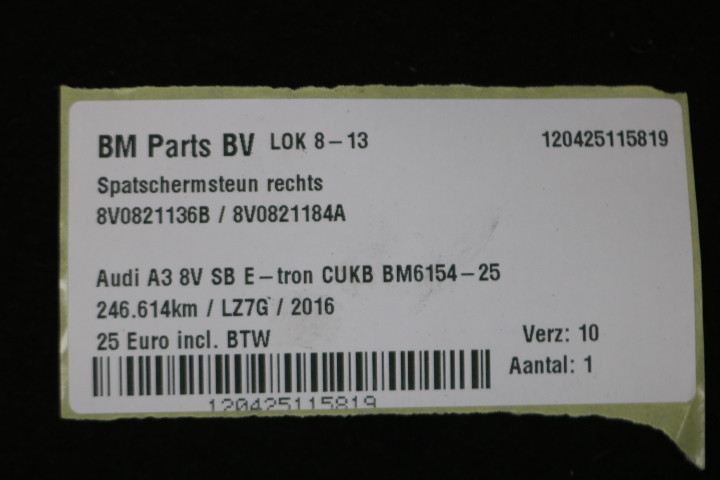 BM Parts BV LOK 8-13 120425115819
Spatschermsteun rechts
8V0821136B / 8V0821184A
Audi A3 8V SB E-tron CUKB BM6154-25
246.614km / LZ7G / 2016
25 Euro incl. BTW Verz: 10
Aantal: 1
120425115819